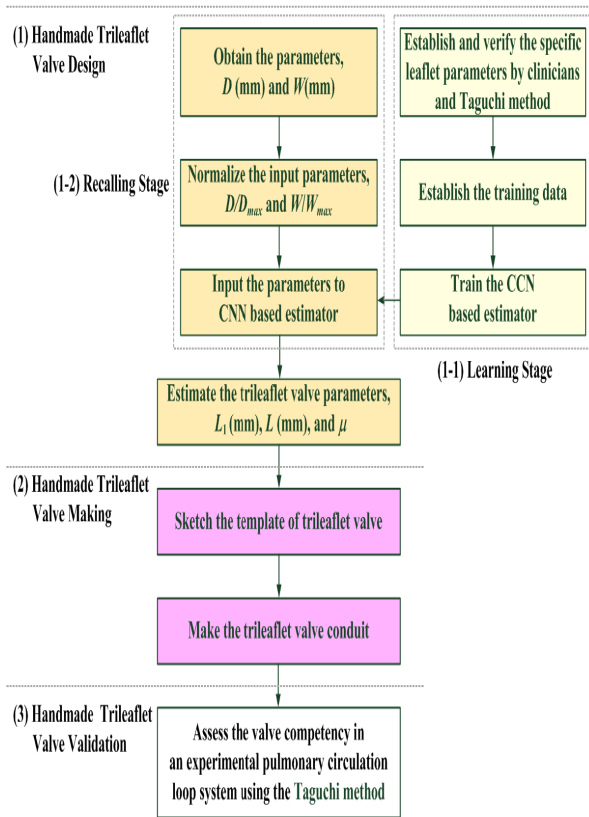 (1) Handmade Trileaflet
Valve Design
Obtain the parameters,
D (mm) and W(mm)
Establish and verify the specific
leaflet parameters by clinicians
and Taguchi method
(1-2) Recalling Stage
Normalize the input parameters,
D/Dmax and W/Wmax
Establish the training data
Input the parameters to
CNN based estimator
Train the CCN
based estimator
(1-1) Learning Stage
Estimate the trileaflet valve parameters,
L1 (mm), L (mm), and μ
(2) Handmade Trileaflet
Valve Making
Sketch the template of trileaflet valve
Make the trileaflet valve conduit
(3) Handmade Trileaflet
Valve Validation
Assess the valve competency in
an experimental pulmonary circulation
loop system using the Taguchi method